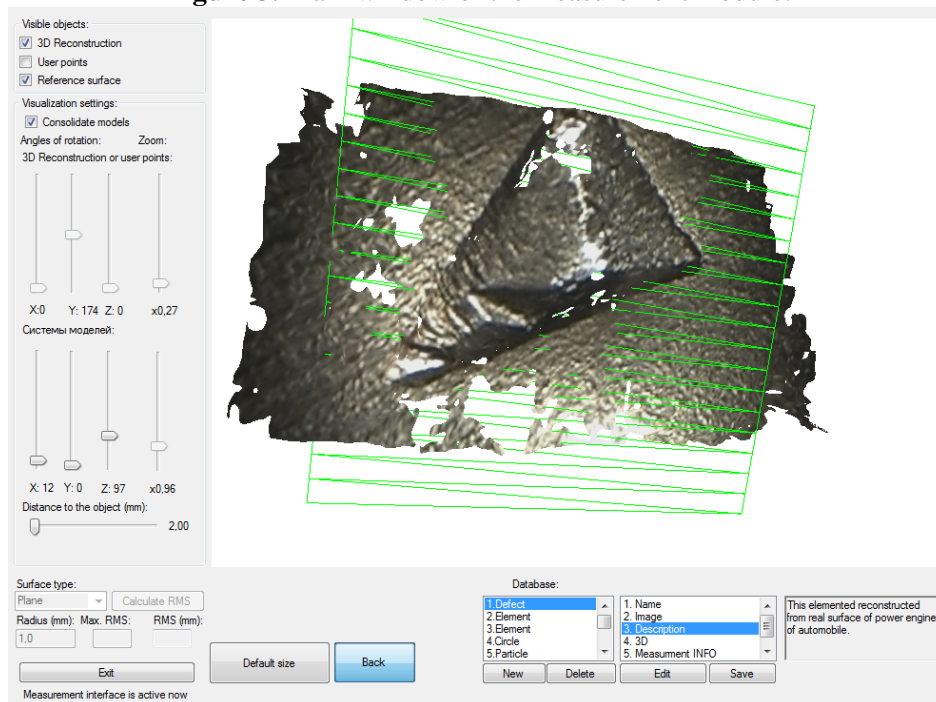 Visible objects:
3D Reconstruction
User points
Reference surface
Visualization settings:
Consolidate models
Angles of rotation: Zoom:
3D Reconstruction or user points:
X:0 Y: 174 Z: 0 x0,27
Системы моделей:
X: 12 Y: 0 Z: 97 x0,96
Distance to the object (mm):
2,00
Surface type:
Plane Calculate RMS
Radius (mm): Max. RMS: RMS (mm):
1,0
Exit
Measurement interface is active now
Default size Back
Database:
1.Defect
2.Element
3.Element
4.Circle
5.Particle
New Delete
1. Name
2. Image
3. Description
4. 3D
5. Measurment INFO
Edit Save
This elemented reconstructed
from real surface of power engine
of automobile.